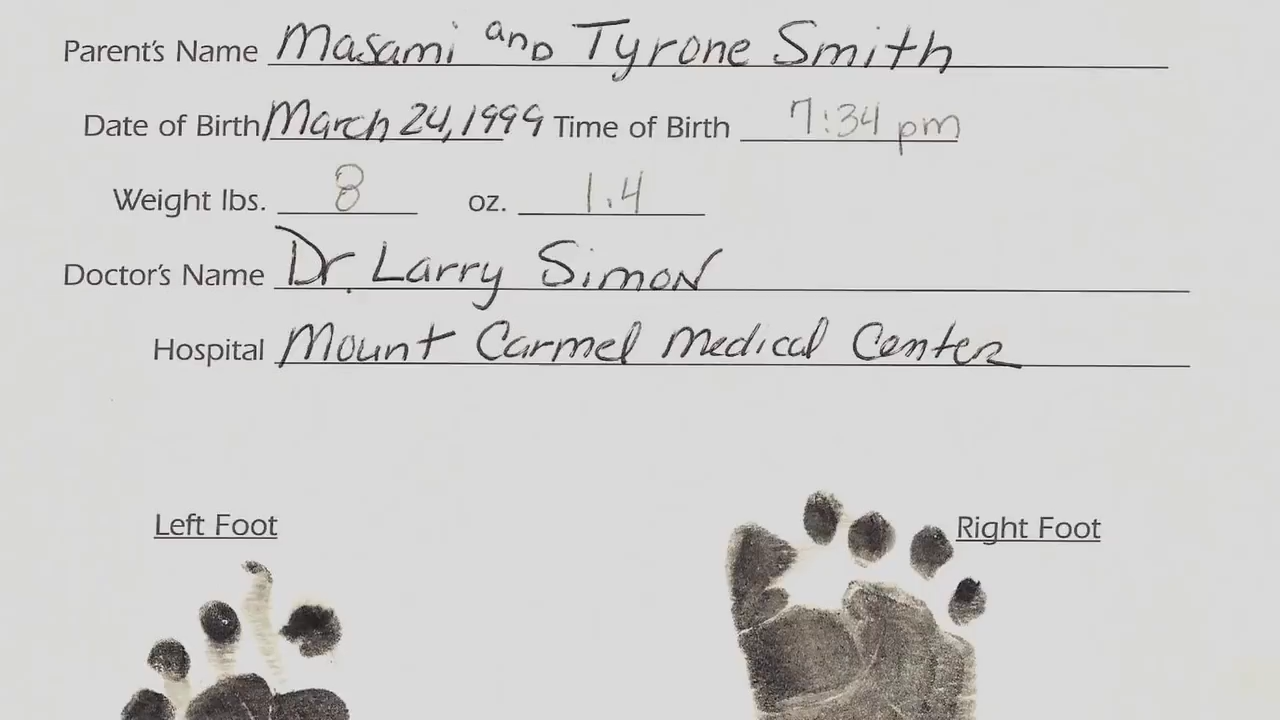 Parent's Name Masami and Tyrone Smith
Date of Birth March 24, 1999 Time of Birth 7:34 pm
Weight lbs. 8 oz. 1.4
Doctor's Name Dr. Larry Simon
Hospital Mount Carmel Medical Center
Left Foot
Right Foot